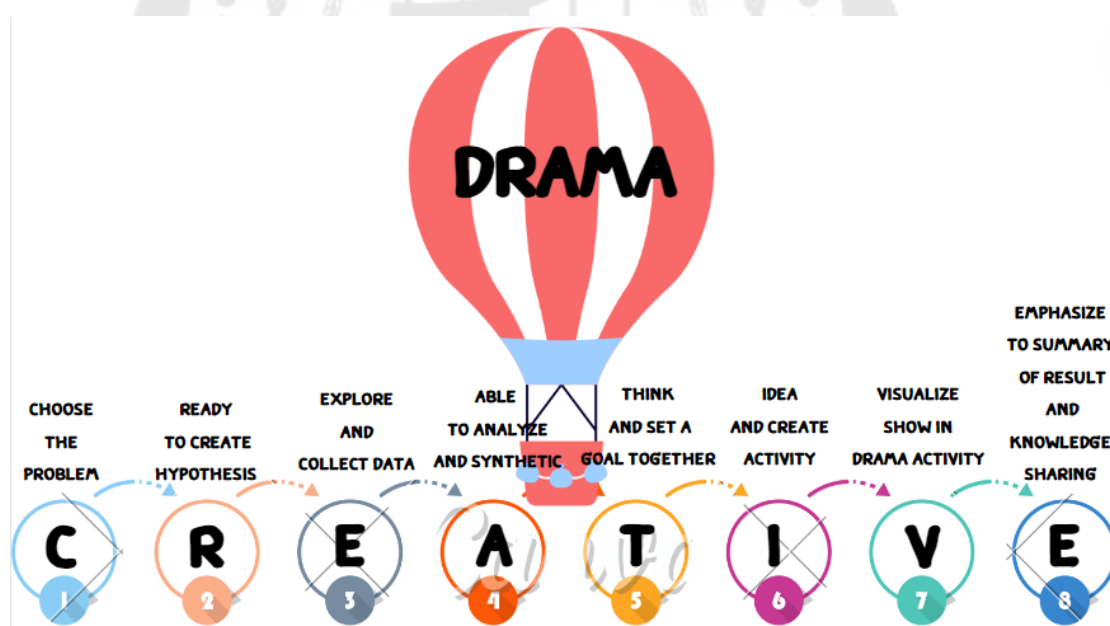 DRAMA
CHOOSE
THE
PROBLEM
READY
TO CREATE
HYPOTHESIS
EXPLORE
AND
COLLECT DATA
ABLE
TO ANALYZE
AND SYNTHETIC
THINK
AND SET A
GOAL TOGETHER
IDEA
AND CREATE
ACTIVITY
VISUALIZE
SHOW IN
DRAMA ACTIVITY
EMPHASIZE
TO SUMMARY
OF RESULT
AND
KNOWLEDGE
SHARING
C R E A T I V E
1 2 3 4 5 6 7 8